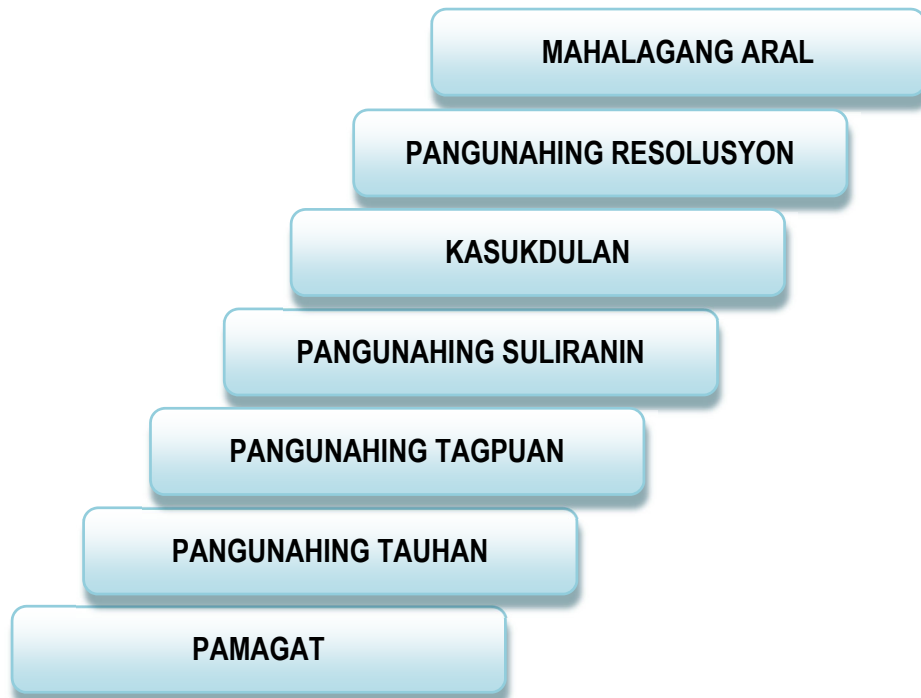 MAHALAGANG ARAL
PANGUNAHING RESOLUSYON
KASUKDULAN
PANGUNAHING SULIRANIN
PANGUNAHING TAGPUAN
PANGUNAHING TAUHAN
PAMAGAT